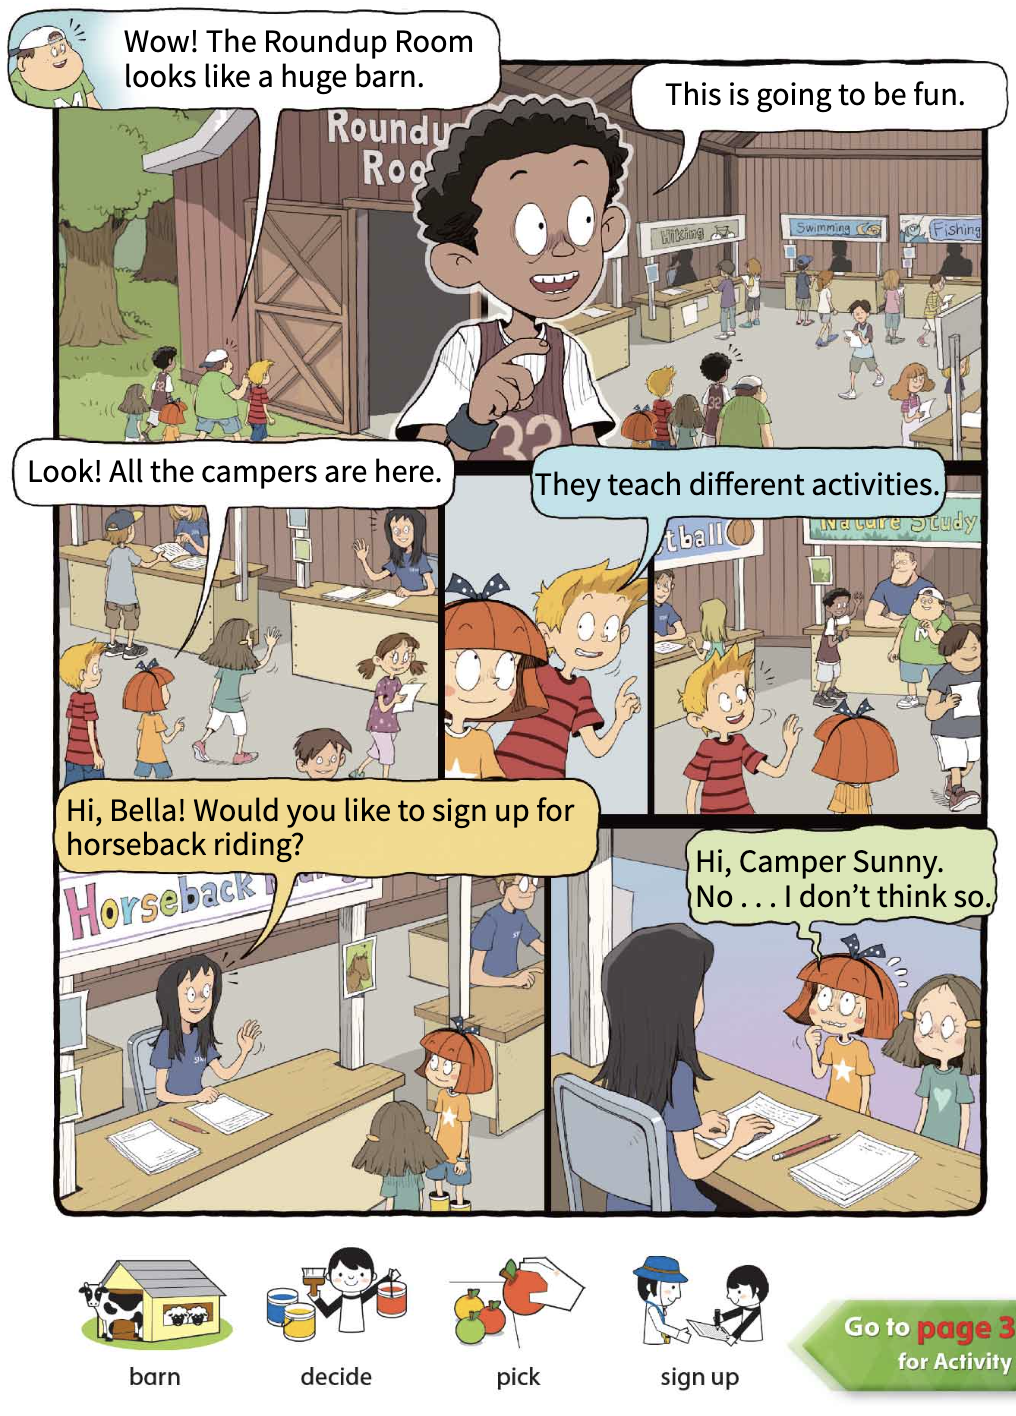 Wow! The Roundup Room
looks like a huge barn.
This is going to be fun.
Roundu
Roo
32
Hiking
Swimming
Fishing
32
32
Look! All the campers are here.
They teach different activities.
tball
Nature Study
M
Hi, Bella! Would you like to sign up for
horseback riding?
Horseback
Hi, Camper Sunny.
No . . . I don't think so.
barn
decide
pick
sign up
Go to page 3
for Activity